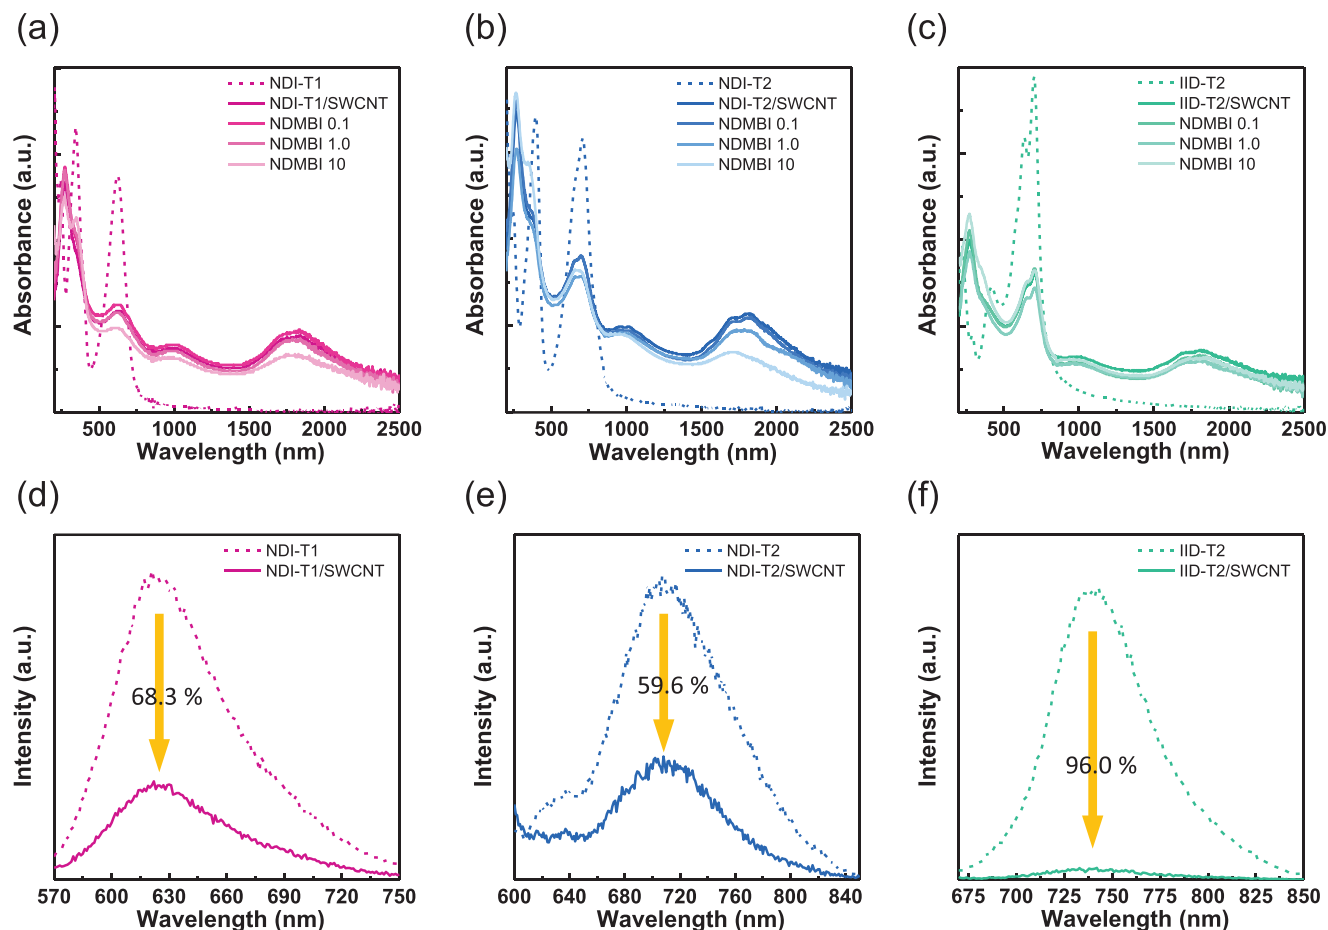 (a)
NDI-T1
NDI-T1/SWCNT
NDMBI 0.1
NDMBI 1.0
NDMBI 10
Absorbance (a.u.)
500 1000 1500 2000 2500
Wavelength (nm)
(b)
NDI-T2
NDI-T2/SWCNT
NDMBI 0.1
NDMBI 1.0
NDMBI 10
Absorbance (a.u.)
500 1000 1500 2000 2500
Wavelength (nm)
(c)
IID-T2
IID-T2/SWCNT
NDMBI 0.1
NDMBI 1.0
NDMBI 10
Absorbance (a.u.)
500 1000 1500 2000 2500
Wavelength (nm)
(d)
NDI-T1
NDI-T1/SWCNT
68.3 %
Intensity (a.u.)
570 600 630 660 690 720 750
Wavelength (nm)
(e)
NDI-T2
NDI-T2/SWCNT
59.6 %
Intensity (a.u.)
600 640 680 720 760 800 840
Wavelength (nm)
(f)
IID-T2
IID-T2/SWCNT
96.0 %
Intensity (a.u.)
675 700 725 750 775 800 825 850
Wavelength (nm)